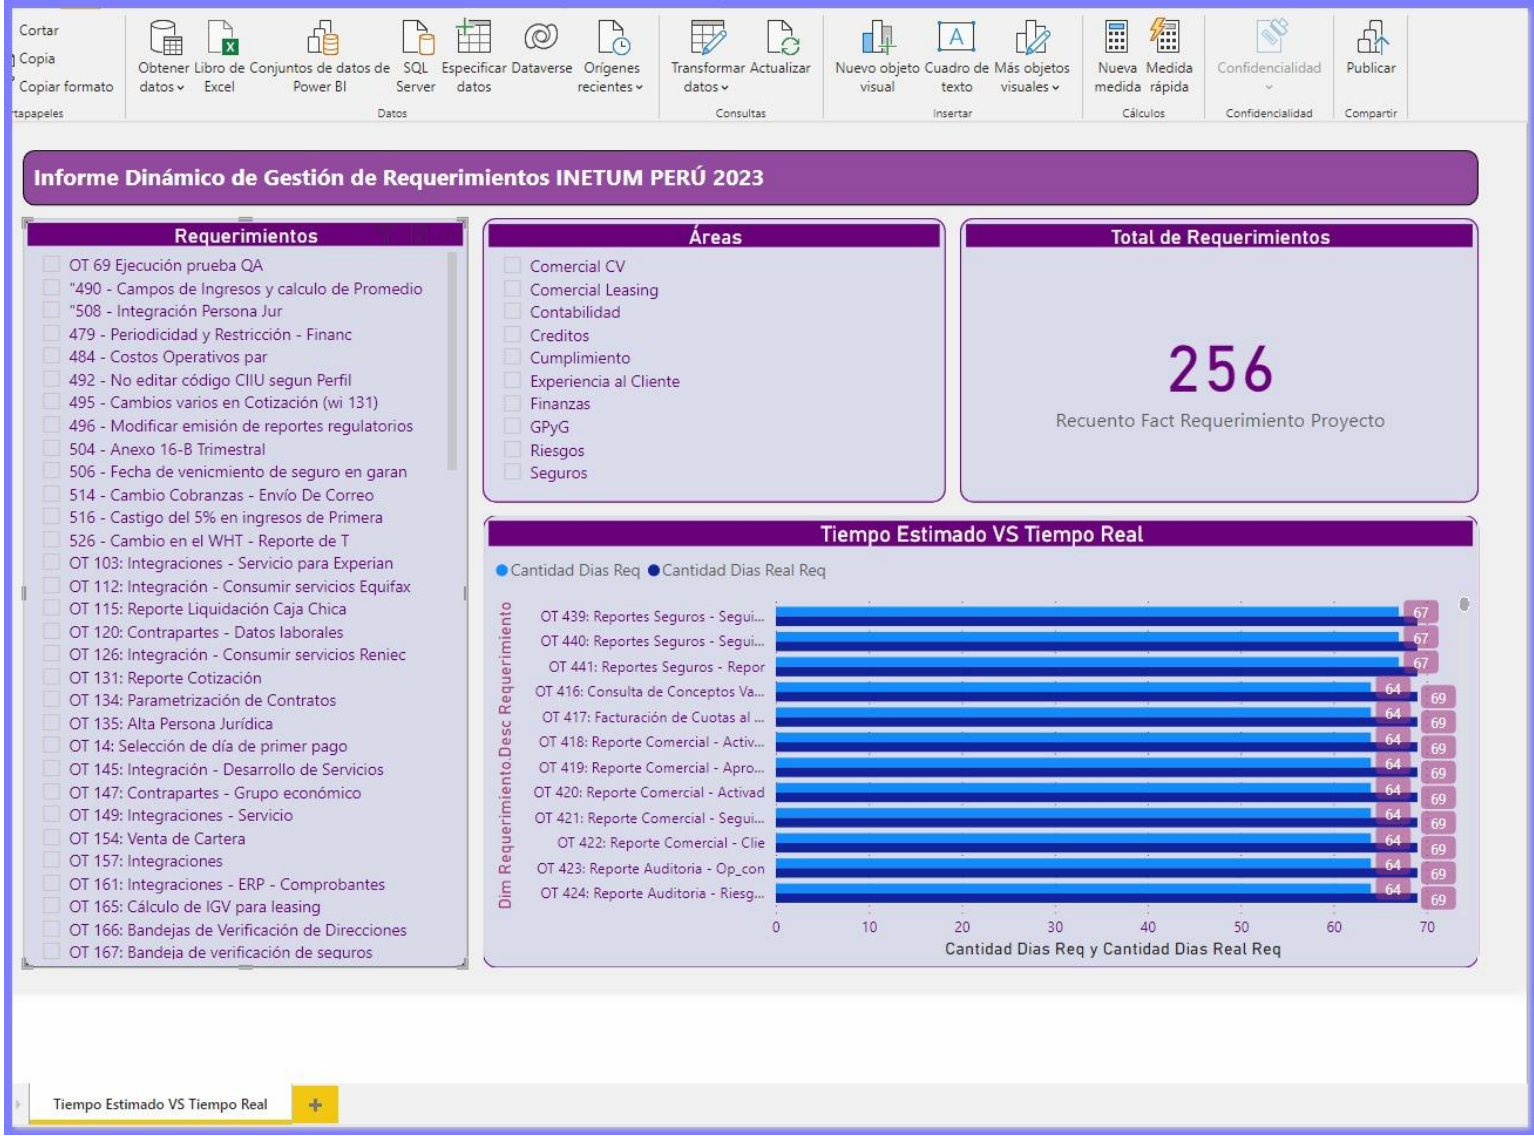 Cortar
Copia
Copiar formato
tapapeles
Obtener datos
Libro de Excel
Conjuntos de datos de Power BI
SQL Server
Especificar datos
Dataverse
Orígenes recientes
Datos
Transformar datos
Actualizar
Consultas
Nuevo objeto visual
Cuadro de texto
Más objetos visuales
Insertar
Nueva medida
Medida rápida
Cálculos
Confidencialidad
Confidencialidad
Publicar
Compartir
Informe Dinámico de Gestión de Requerimientos INETUM PERÚ 2023
Requerimientos
OT 69 Ejecución prueba QA
"490 - Campos de Ingresos y calculo de Promedio
"508 - Integración Persona Jur
479 - Periodicidad y Restricción - Financ
484 - Costos Operativos par
492 - No editar código CIIU segun Perfil
495 - Cambios varios en Cotización (wi 131)
496 - Modificar emisión de reportes regulatorios
504 - Anexo 16-B Trimestral
506 - Fecha de venicmiento de seguro en garan
514 - Cambio Cobranzas - Envío De Correo
516 - Castigo del 5% en ingresos de Primera
526 - Cambio en el WHT - Reporte de T
OT 103: Integraciones - Servicio para Experian
OT 112: Integración - Consumir servicios Equifax
OT 115: Reporte Liquidación Caja Chica
OT 120: Contrapartes - Datos laborales
OT 126: Integración - Consumir servicios Reniec
OT 131: Reporte Cotización
OT 134: Parametrización de Contratos
OT 135: Alta Persona Jurídica
OT 14: Selección de día de primer pago
OT 145: Integración - Desarrollo de Servicios
OT 147: Contrapartes - Grupo económico
OT 149: Integraciones - Servicio
OT 154: Venta de Cartera
OT 157: Integraciones
OT 161: Integraciones - ERP - Comprobantes
OT 165: Cálculo de IGV para leasing
OT 166: Bandejas de Verificación de Direcciones
OT 167: Bandeja de verificación de seguros
Áreas
Comercial CV
Comercial Leasing
Contabilidad
Creditos
Cumplimiento
Experiencia al Cliente
Finanzas
GPyG
Riesgos
Seguros
Total de Requerimientos
256
Recuento Fact Requerimiento Proyecto
Tiempo Estimado VS Tiempo Real
Cantidad Dias Req Cantidad Dias Real Req
Dim Requerimiento.Desc Requerimiento
OT 439: Reportes Seguros - Segui... 67
OT 440: Reportes Seguros - Segui... 67
OT 441: Reportes Seguros - Repor 67
OT 416: Consulta de Conceptos Va... 64 69
OT 417: Facturación de Cuotas al ... 64 69
OT 418: Reporte Comercial - Activ... 64 69
OT 419: Reporte Comercial - Apro... 64 69
OT 420: Reporte Comercial - Activad 64 69
OT 421: Reporte Comercial - Segui... 64 69
OT 422: Reporte Comercial - Clie 64 69
OT 423: Reporte Auditoria - Op_con 64 69
OT 424: Reporte Auditoria - Riesg... 64 69
0 10 20 30 40 50 60 70
Cantidad Dias Req y Cantidad Dias Real Req
Tiempo Estimado VS Tiempo Real